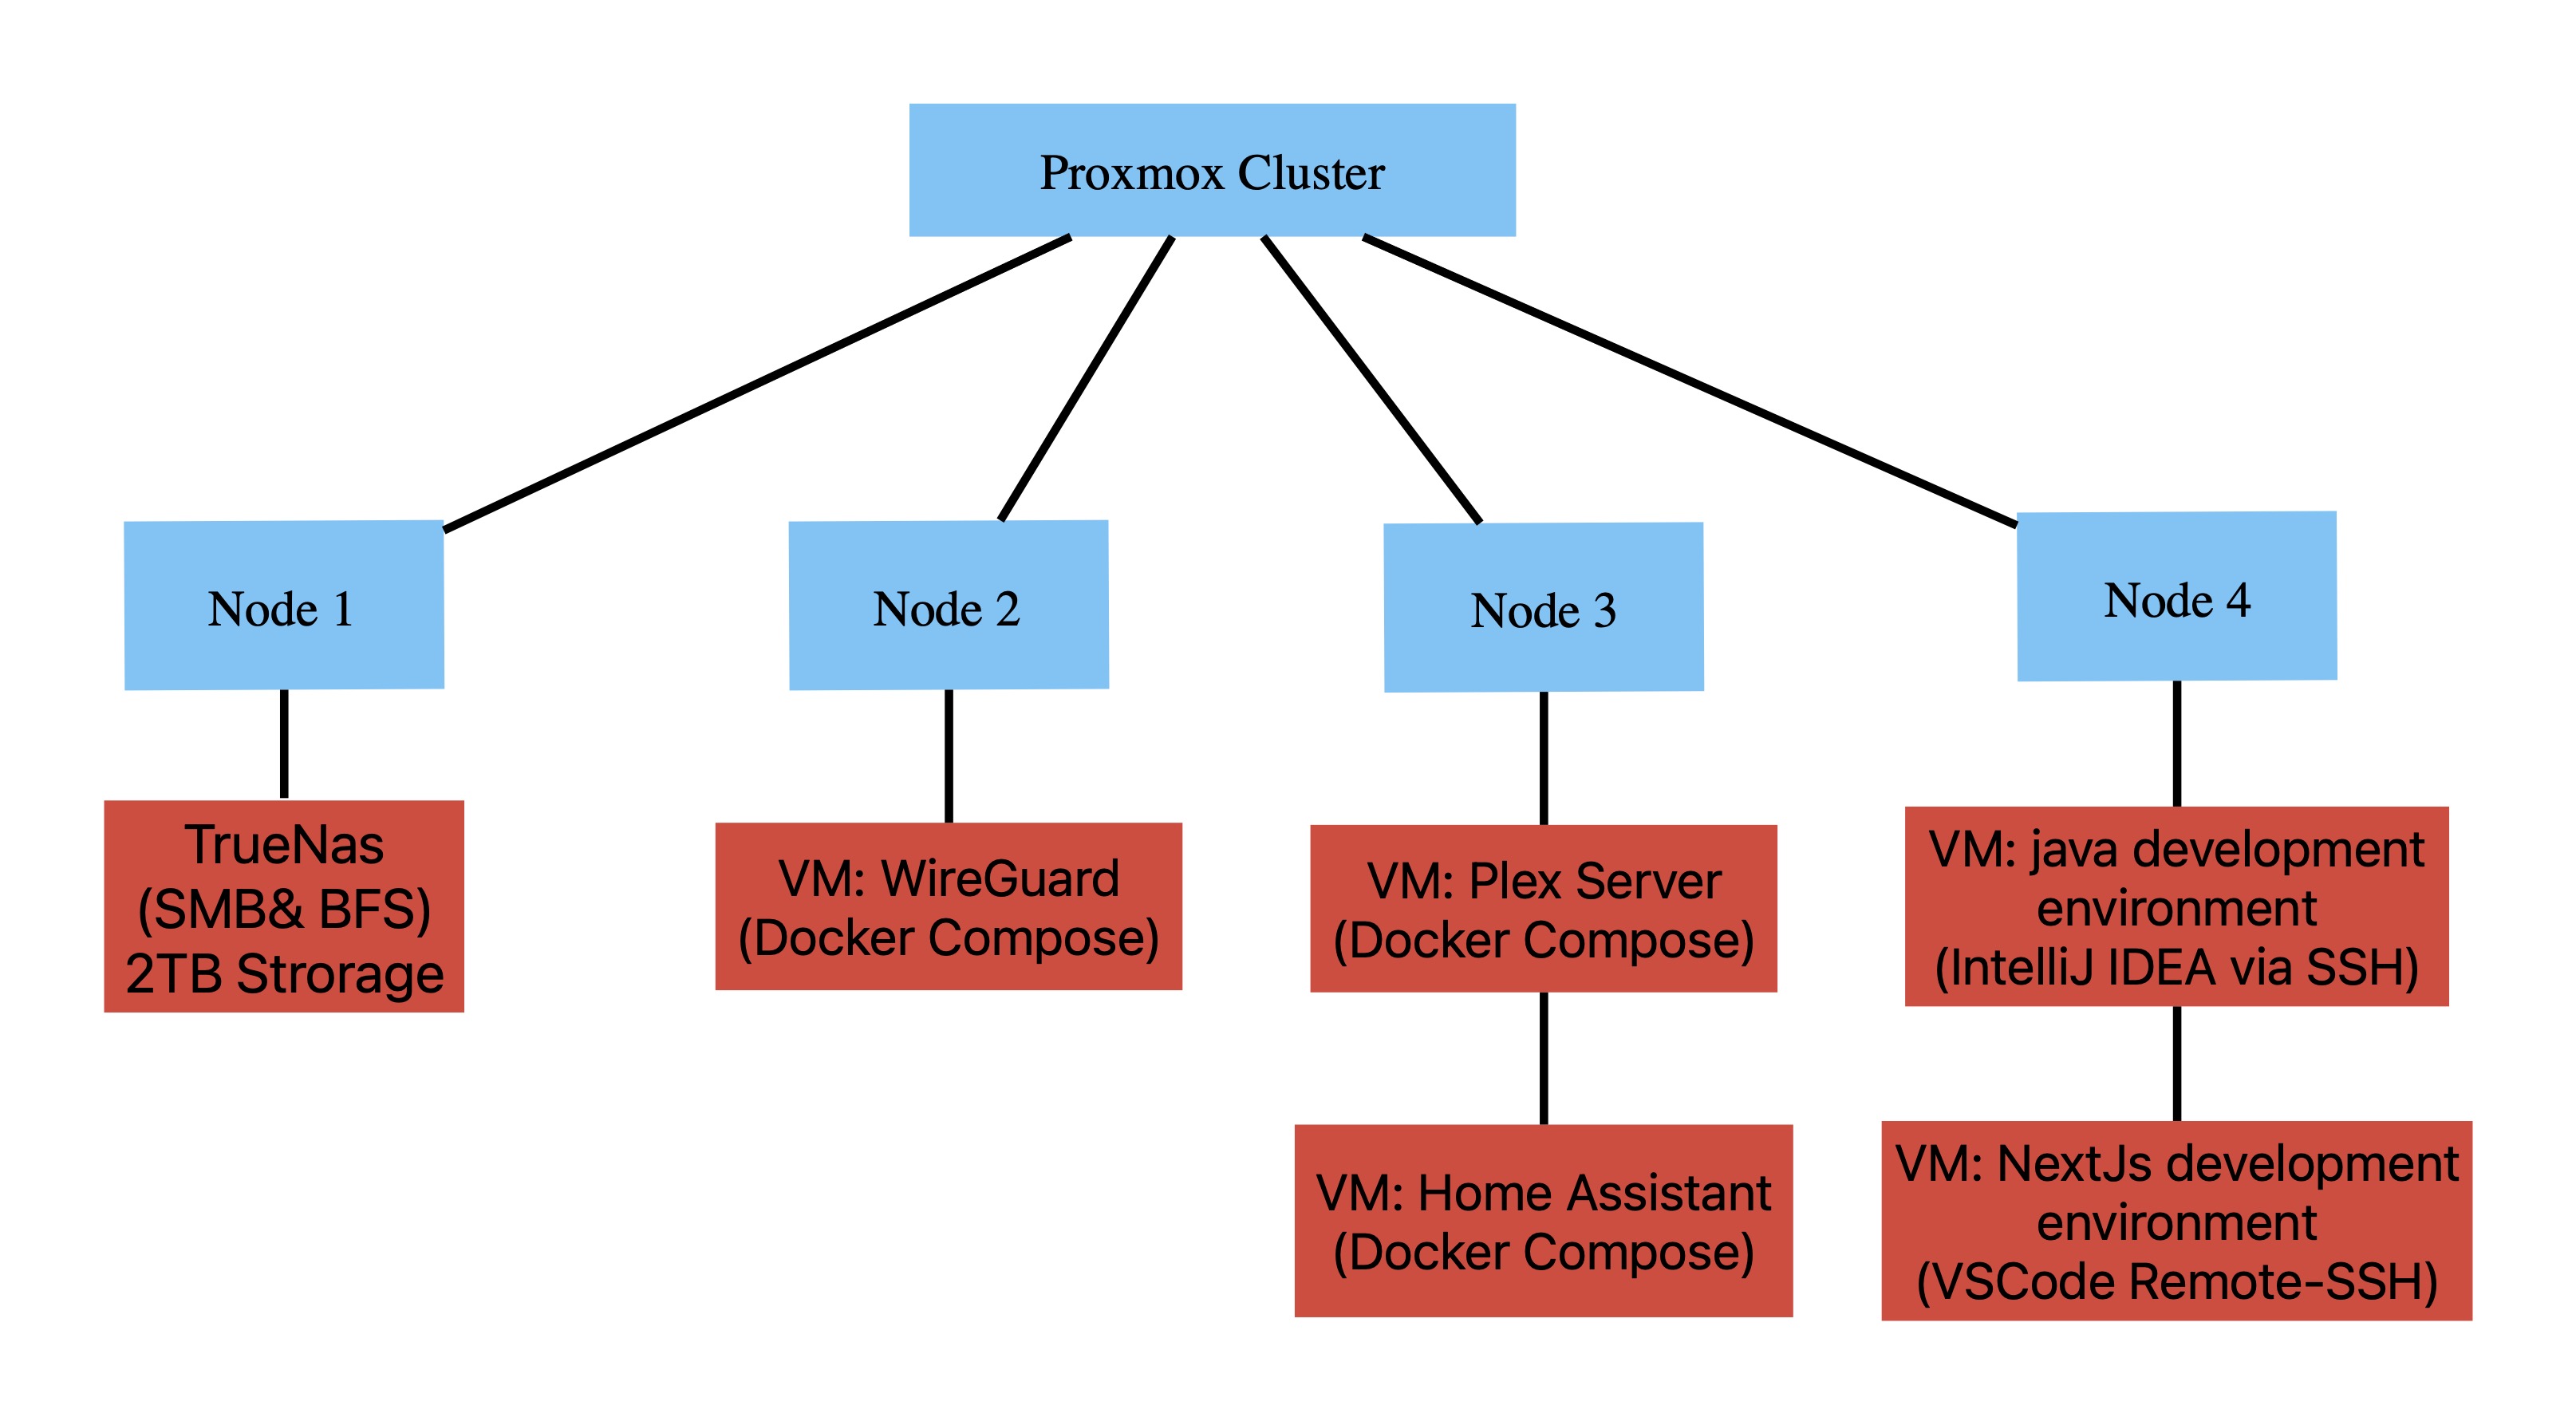 Proxmox Cluster
Node 1
Node 2
Node 3
Node 4
TrueNas
(SMB& BFS)
2TB Strorage
VM: WireGuard
(Docker Compose)
VM: Plex Server
(Docker Compose)
VM: java development
environment
(IntelliJ IDEA via SSH)
VM: Home Assistant
(Docker Compose)
VM: NextJs development
environment
(VSCode Remote-SSH)